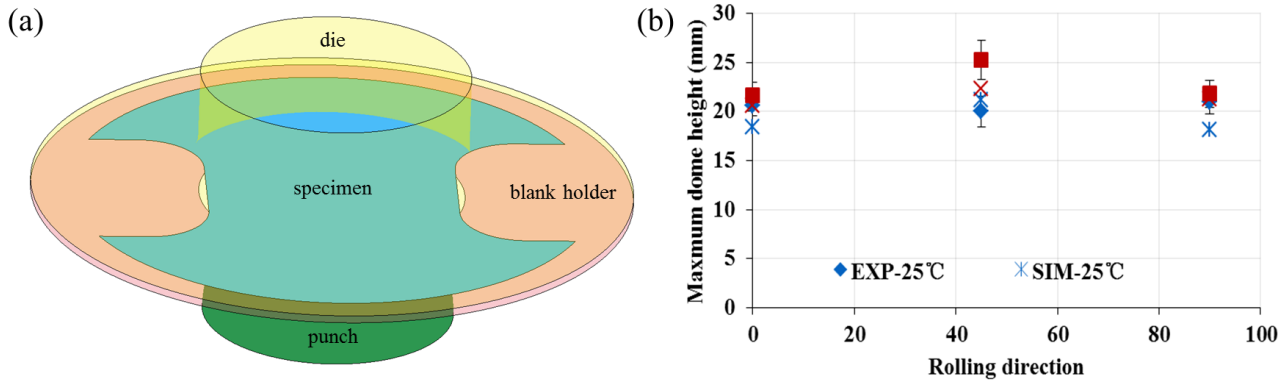 (a)
die
specimen
blank holder
punch
(b)
Maxmum dome height (mm)
30
25
20
15
10
5
0
0 20 40 60 80 100
EXP-25℃ SIM-25℃
Rolling direction